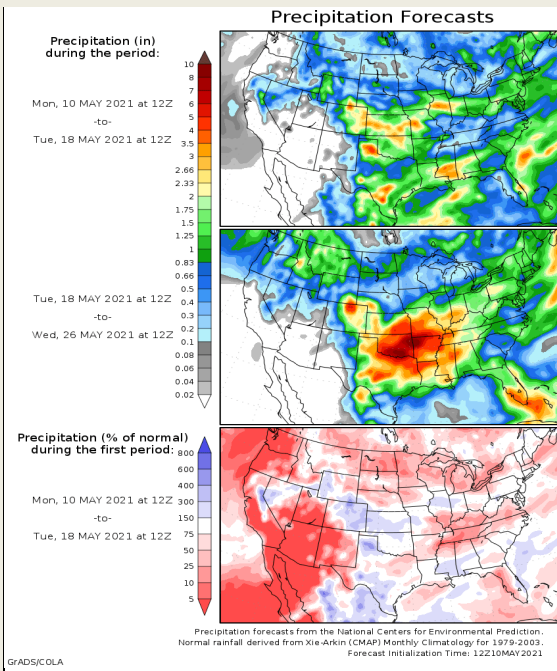 Precipitation Forecasts
Precipitation (in)
during the period:
Mon, 10 MAY 2021 at 12Z
-to-
Tue, 18 MAY 2021 at 12Z
10
8
7
6
5
4
3.5
3
2.66
2.33
2
1.75
1.5
1.25
1
0.83
0.66
0.5
0.4
0.3
0.2
0.1
0.08
0.06
0.04
0.02
Tue, 18 MAY 2021 at 12Z
-to-
Wed, 26 MAY 2021 at 12Z
Precipitation (% of normal)
during the first period:
Mon, 10 MAY 2021 at 12Z
-to-
Tue, 18 MAY 2021 at 12Z
800
600
400
300
150
75
50
25
10
5
Precipitation forecasts from the National Centers for Environmental Prediction.
Normal rainfall derived from Xie-Arkin (CMAP) Monthly Climatology for 1979-2003.
Forecast Initialization Time: 12Z10MAY2021
GrADS/COLA